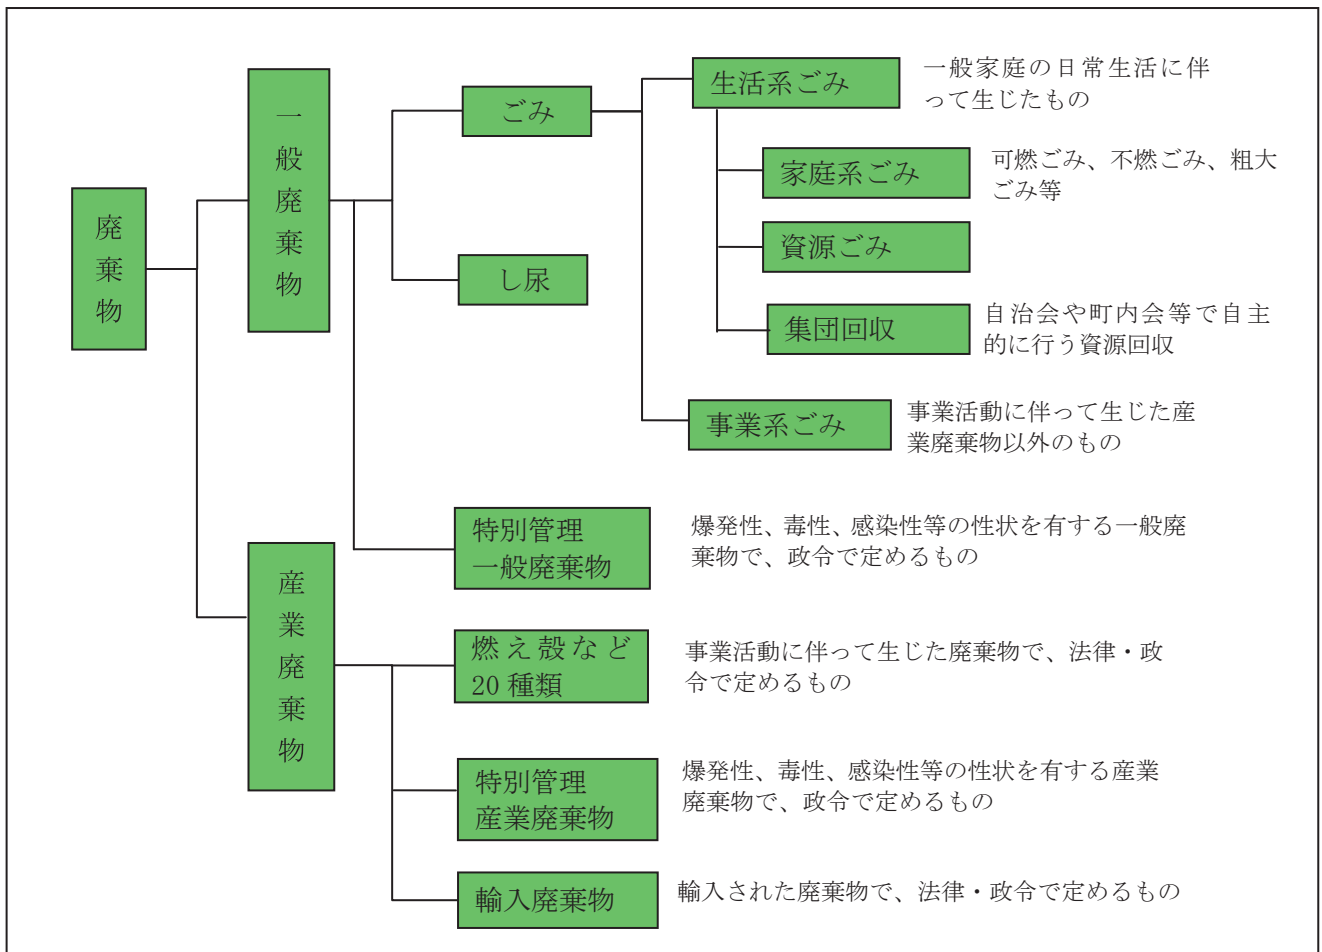 廃棄物
一般廃棄物
ごみ
生活系ごみ
一般家庭の日常生活に伴
って生じたもの
家庭系ごみ
可燃ごみ、不燃ごみ、粗大
ごみ等
資源ごみ
集団回収
自治会や町内会等で自主
的に行う資源回収
事業系ごみ
事業活動に伴って生じた産
業廃棄物以外のもの
し尿
特別管理
一般廃棄物
爆発性、毒性、感染性等の性状を有する一般廃
棄物で、政令で定めるもの
産業廃棄物
燃え殻など
20 種類
事業活動に伴って生じた廃棄物で、法律・政
令で定めるもの
特別管理
産業廃棄物
爆発性、毒性、感染性等の性状を有する産業
廃棄物で、政令で定めるもの
輸入廃棄物
輸入された廃棄物で、法律・政令で定めるもの